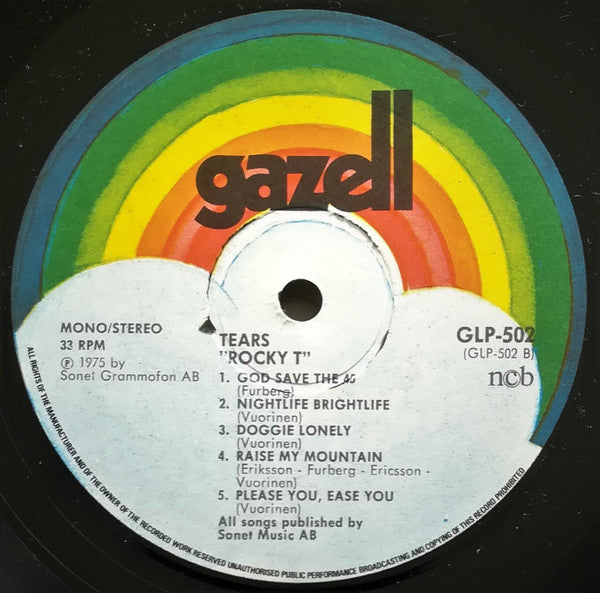 gazell
MONO/STEREO
33 RPM
℗ 1975 by
Sonet Grammofon AB
GLP-502
(GLP-502 B)
ncb
TEARS
"ROCKY T"
1. GOD SAVE THE 45
(Furberg)
2. NIGHTLIFE BRIGHTLIFE
(Vuorinen)
3. DOGGIE LONELY
(Vuorinen)
4. RAISE MY MOUNTAIN
(Eriksson - Furberg - Ericsson -
Vuorinen)
5. PLEASE YOU, EASE YOU
(Vuorinen)
All songs published by
Sonet Music AB
ALL RIGHTS OF THE MANUFACTURER AND OF THE OWNER OF THE RECORDED WORK RESERVED UNAUTHORISED PUBLIC PERFORMANCE BROADCASTING AND COPYING OF THIS RECORD PROHIBITED